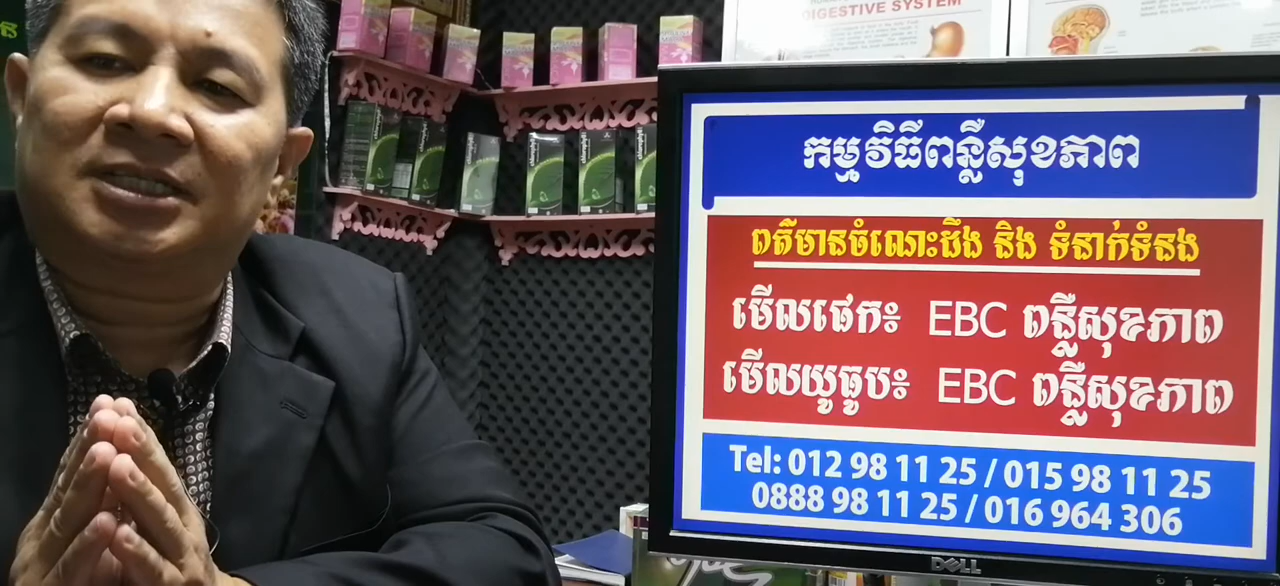 DIGESTIVE SYSTEM
កម្មវិធីពន្លឺសុខភាព
ពត៌មានចំណេះដឹង និង ទំនាក់ទំនង
មើលផេក៖ EBC ពន្លឺសុខភាព
មើលយូធូប៖ EBC ពន្លឺសុខភាព
Tel: 012 98 11 25 / 015 98 11 25
0888 98 11 25 / 016 964 306
DELL